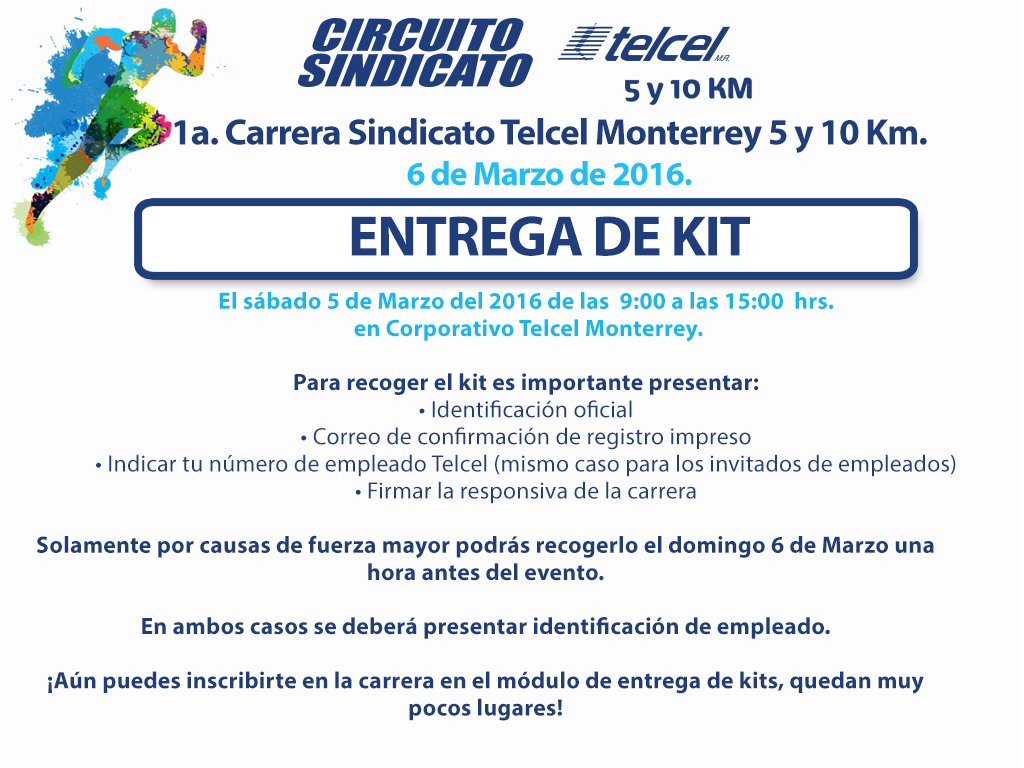 CIRCUITO
SINDICATO
telcel M.R.
5 y 10 KM
1a. Carrera Sindicato Telcel Monterrey 5 y 10 Km.
6 de Marzo de 2016.
ENTREGA DE KIT
El sábado 5 de Marzo del 2016 de las 9:00 a las 15:00 hrs.
en Corporativo Telcel Monterrey.
Para recoger el kit es importante presentar:
• Identificación oficial
• Correo de confirmación de registro impreso
• Indicar tu número de empleado Telcel (mismo caso para los invitados de empleados)
• Firmar la responsiva de la carrera
Solamente por causas de fuerza mayor podrás recogerlo el domingo 6 de Marzo una
hora antes del evento.
En ambos casos se deberá presentar identificación de empleado.
¡Aún puedes inscribirte en la carrera en el módulo de entrega de kits, quedan muy
pocos lugares!